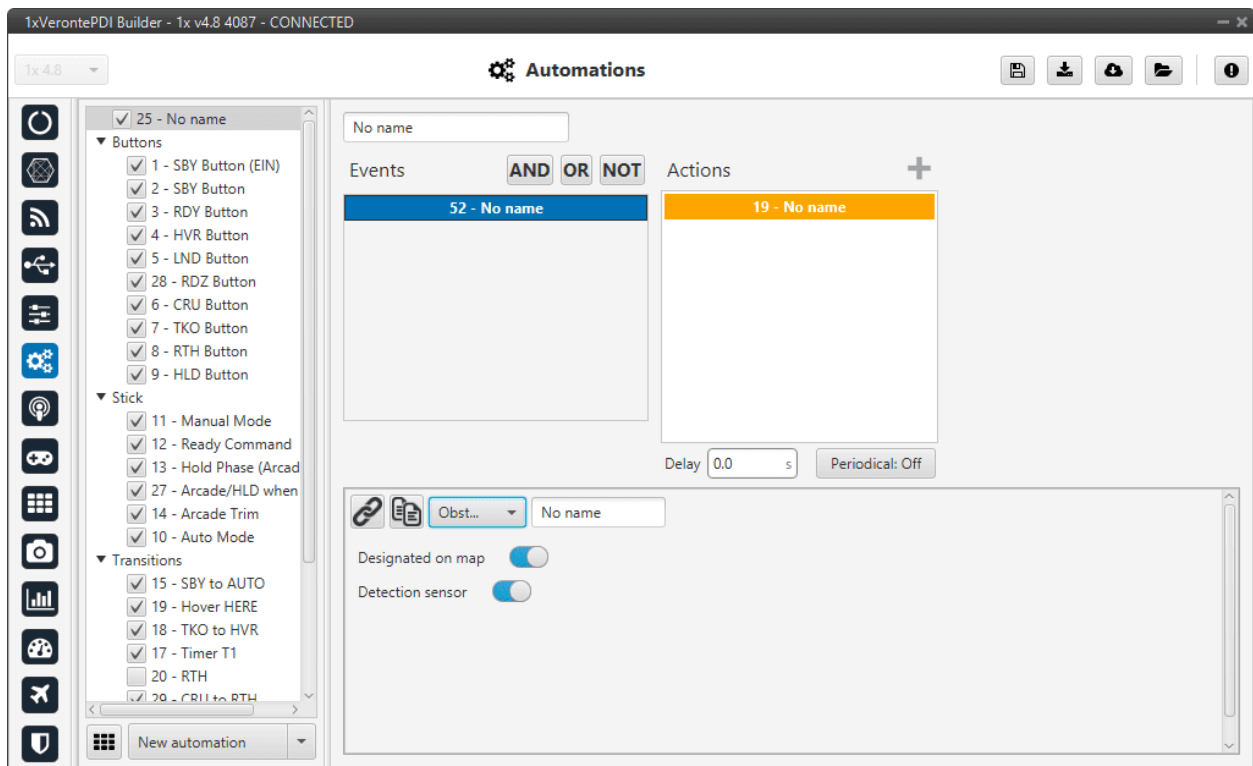 1xVerontePDI Builder - 1x v4.8 4087 - CONNECTED
1x 4.8
Automations
25 - No name
Buttons
1 - SBY Button (EIN)
2 - SBY Button
3 - RDY Button
4 - HVR Button
5 - LND Button
28 - RDZ Button
6 - CRU Button
7 - TKO Button
8 - RTH Button
9 - HLD Button
Stick
11 - Manual Mode
12 - Ready Command
13 - Hold Phase (Arcad
27 - Arcade/HLD when
14 - Arcade Trim
10 - Auto Mode
Transitions
15 - SBY to AUTO
19 - Hover HERE
18 - TKO to HVR
17 - Timer T1
20 - RTH
29 - CRU to RTH
New automation
No name
Events AND OR NOT
52 - No name
Actions
19 - No name
Delay 0.0 s Periodical: Off
Obst... No name
Designated on map
Detection sensor